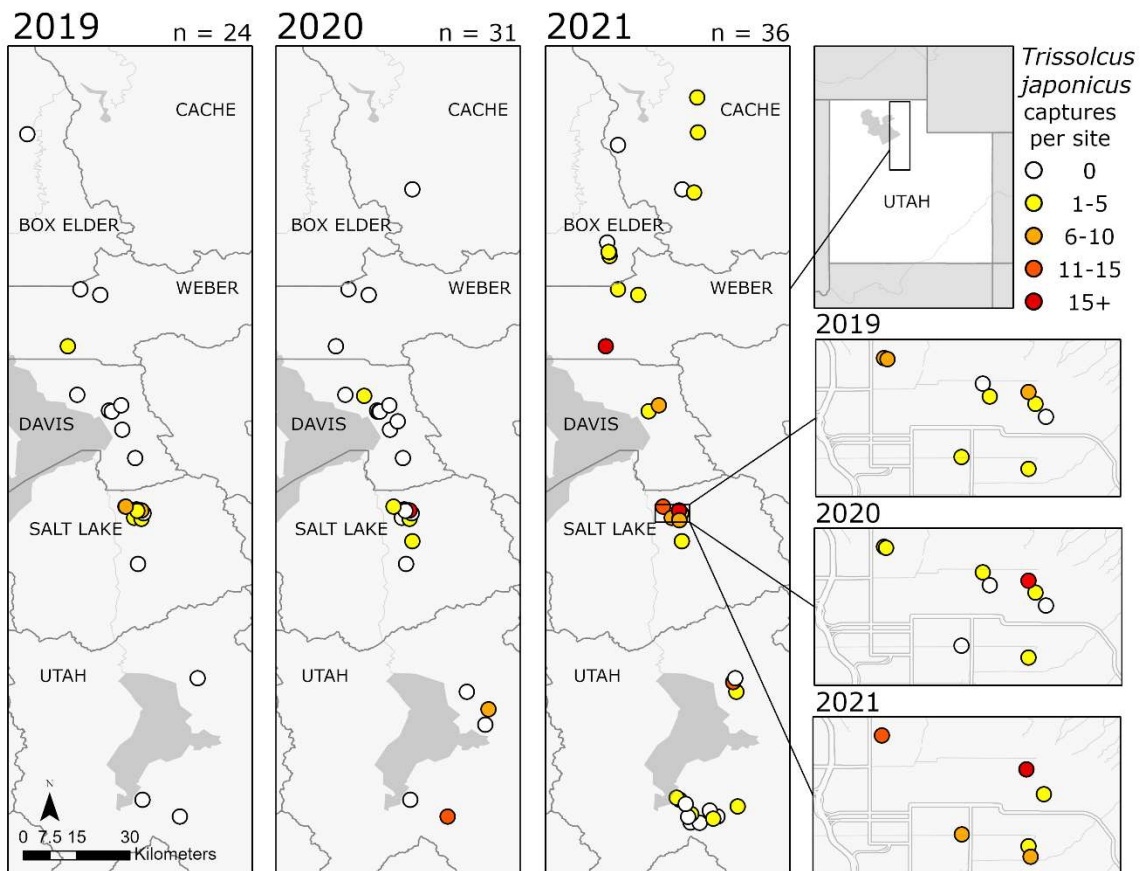 2019 n = 24
CACHE
BOX ELDER
WEBER
DAVIS
SALT LAKE
UTAH
N
0 7.5 15 30
Kilometers
2020 n = 31
CACHE
BOX ELDER
WEBER
DAVIS
SALT LAKE
UTAH
2021 n = 36
CACHE
BOX ELDER
WEBER
DAVIS
SALT LAKE
UTAH
UTAH
Trissolcus
japonicus
captures
per site
0
1-5
6-10
11-15
15+
2019
2020
2021